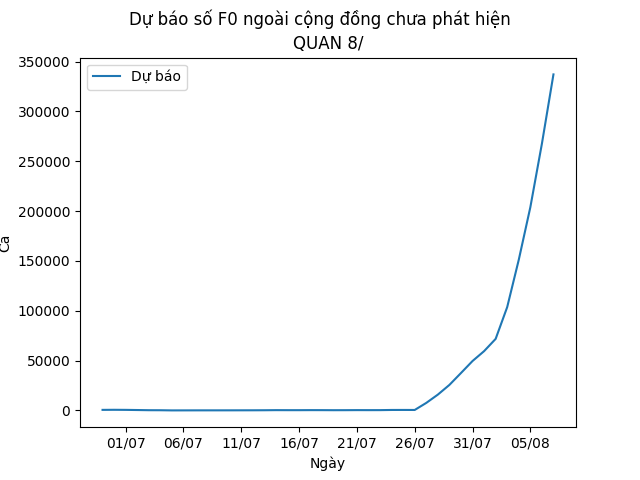 Dự báo số F0 ngoài cộng đồng chưa phát hiện
QUAN 8/
Dự báo
350000
300000
250000
200000
150000
100000
50000
0
Ca
01/07 06/07 11/07 16/07 21/07 26/07 31/07 05/08
Ngày